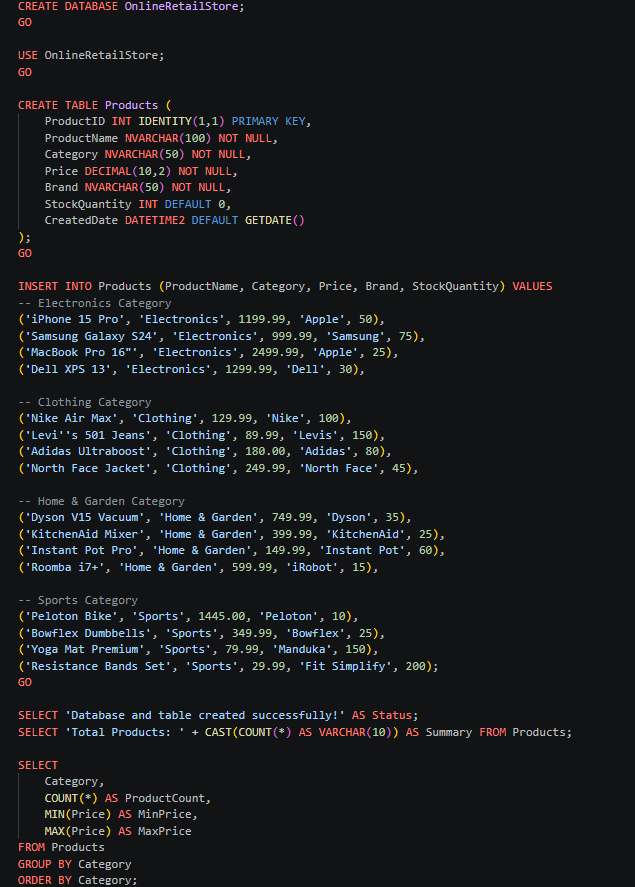 CREATE DATABASE OnlineRetailStore;
GO

USE OnlineRetailStore;
GO

CREATE TABLE Products (
    ProductID INT IDENTITY(1,1) PRIMARY KEY,
    ProductName NVARCHAR(100) NOT NULL,
    Category NVARCHAR(50) NOT NULL,
    Price DECIMAL(10,2) NOT NULL,
    Brand NVARCHAR(50) NOT NULL,
    StockQuantity INT DEFAULT 0,
    CreatedDate DATETIME2 DEFAULT GETDATE()
);
GO

INSERT INTO Products (ProductName, Category, Price, Brand, StockQuantity) VALUES
-- Electronics Category
('iPhone 15 Pro', 'Electronics', 1199.99, 'Apple', 50),
('Samsung Galaxy S24', 'Electronics', 999.99, 'Samsung', 75),
('MacBook Pro 16"', 'Electronics', 2499.99, 'Apple', 25),
('Dell XPS 13', 'Electronics', 1299.99, 'Dell', 30),

-- Clothing Category
('Nike Air Max', 'Clothing', 129.99, 'Nike', 100),
('Levi''s 501 Jeans', 'Clothing', 89.99, 'Levis', 150),
('Adidas Ultraboost', 'Clothing', 180.00, 'Adidas', 80),
('North Face Jacket', 'Clothing', 249.99, 'North Face', 45),

-- Home & Garden Category
('Dyson V15 Vacuum', 'Home & Garden', 749.99, 'Dyson', 35),
('KitchenAid Mixer', 'Home & Garden', 399.99, 'KitchenAid', 25),
('Instant Pot Pro', 'Home & Garden', 149.99, 'Instant Pot', 60),
('Roomba i7+', 'Home & Garden', 599.99, 'iRobot', 15),

-- Sports Category
('Peloton Bike', 'Sports', 1445.00, 'Peloton', 10),
('Bowflex Dumbbells', 'Sports', 349.99, 'Bowflex', 25),
('Yoga Mat Premium', 'Sports', 79.99, 'Manduka', 150),
('Resistance Bands Set', 'Sports', 29.99, 'Fit Simplify', 200);
GO

SELECT 'Database and table created successfully!' AS Status;
SELECT 'Total Products: ' + CAST(COUNT(*) AS VARCHAR(10)) AS Summary FROM Products;

SELECT
    Category,
    COUNT(*) AS ProductCount,
    MIN(Price) AS MinPrice,
    MAX(Price) AS MaxPrice
FROM Products
GROUP BY Category
ORDER BY Category;